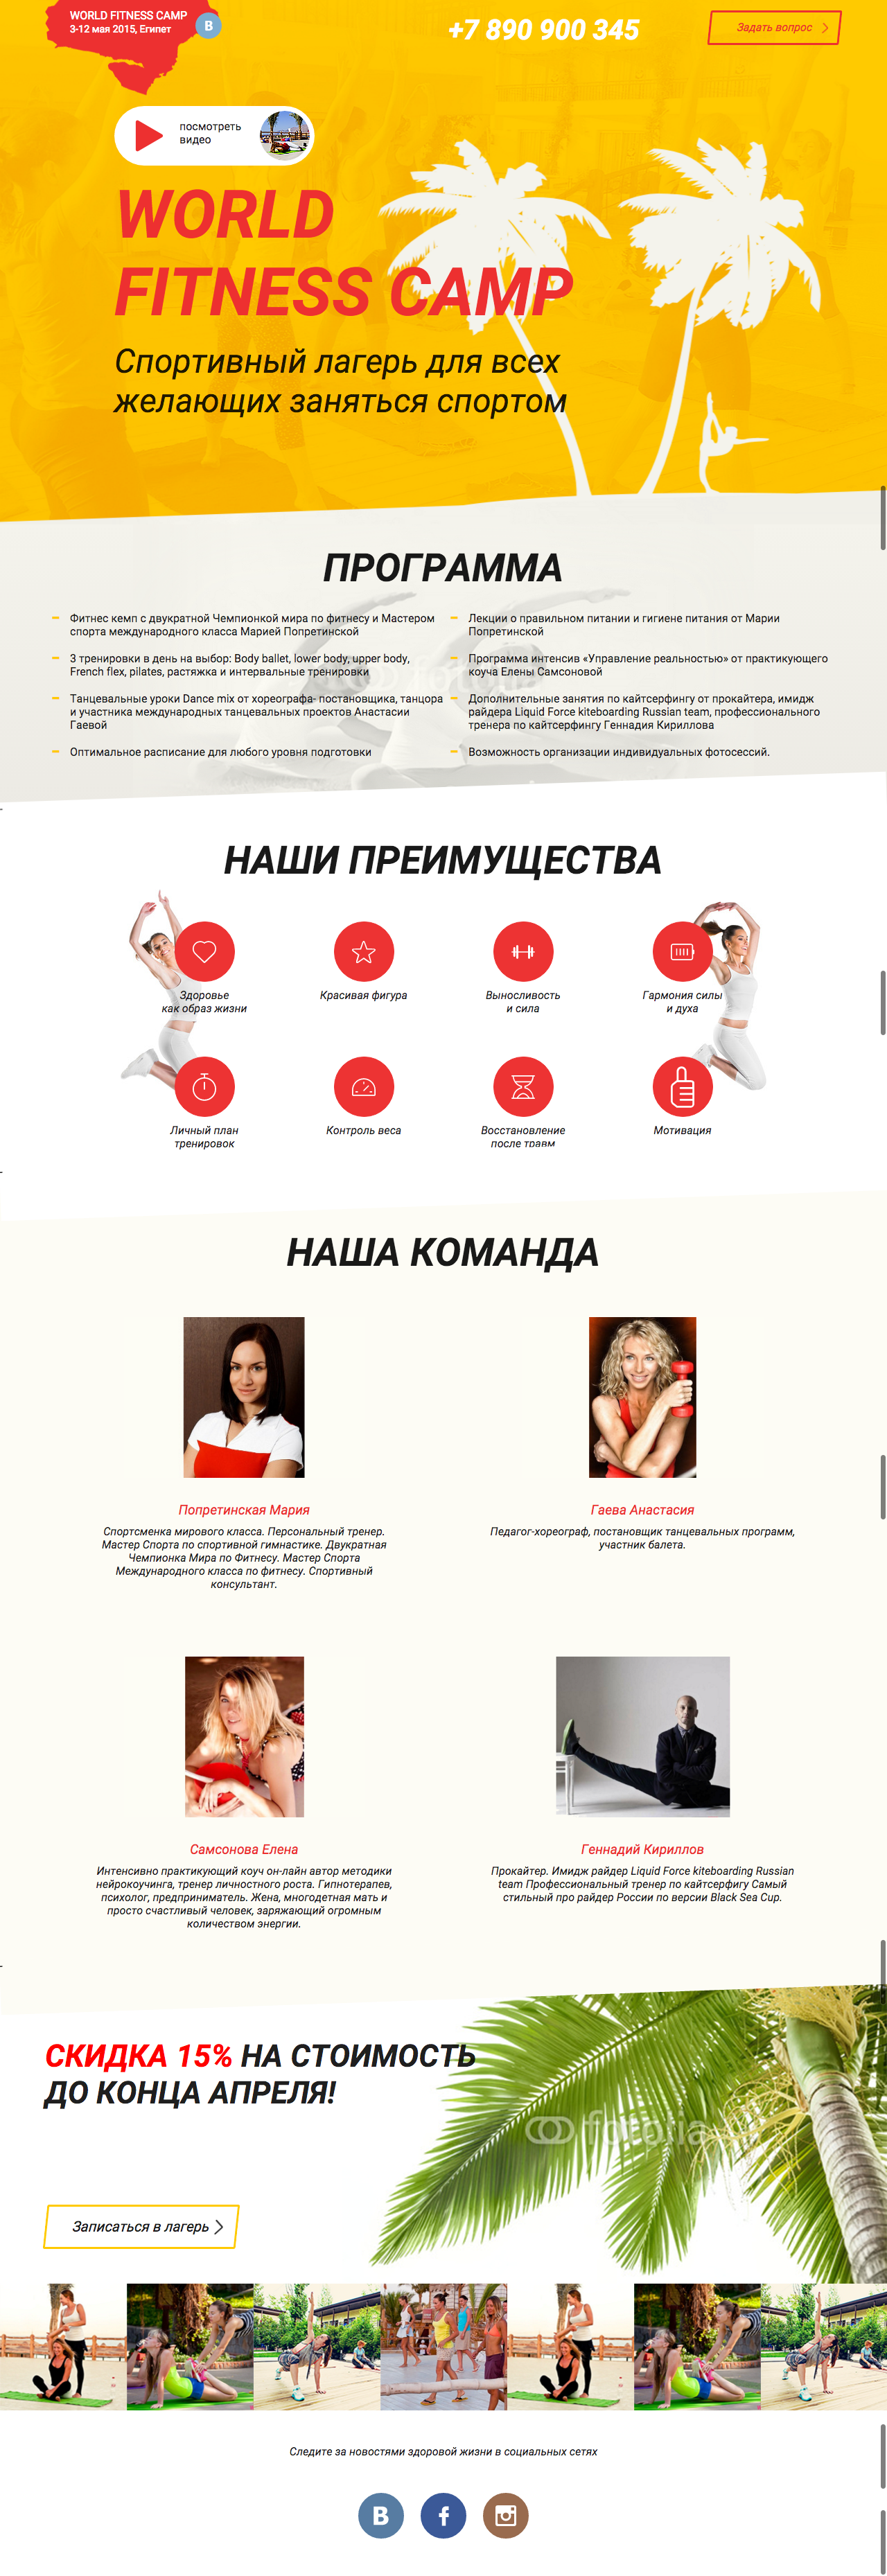 WORLD FITNESS CAMP
3-12 мая 2015, Египет
B
+7 890 900 345
Задать вопрос
посмотреть
видео
WORLD
FITNESS CAMP
Спортивный лагерь для всех
желающих заняться спортом
ПРОГРАММА
Фитнес кемп с двукратной Чемпионкой мира по фитнесу и Мастером
спорта международного класса Марией Попретинской
3 тренировки в день на выбор: Body ballet, lower body, upper body,
French flex, pilates, растяжка и интервальные тренировки
Танцевальные уроки Dance mix от хореографа- постановщика, танцора
и участника международных танцевальных проектов Анастасии
Гаевой
Оптимальное расписание для любого уровня подготовки
Лекции о правильном питании и гигиене питания от Марии
Попретинской
Программа интенсив «Управление реальностью» от практикующего
коуча Елены Самсоновой
Дополнительные занятия по кайтсерфингу от прокайтера, имидж
райдера Liquid Force kiteboarding Russian team, профессионального
тренера по кайтсерфингу Геннадия Кириллова
Возможность организации индивидуальных фотосессий.
НАШИ ПРЕИМУЩЕСТВА
Здоровье
как образ жизни
Красивая фигура
Выносливость
и сила
Гармония силы
и духа
Личный план
тренировок
Контроль веса
Восстановление
после травм
Мотивация
НАША КОМАНДА
Попретинская Мария
Спортсменка мирового класса. Персональный тренер.
Мастер Спорта по спортивной гимнастике. Двукратная
Чемпионка Мира по Фитнесу. Мастер Спорта
Международного класса по фитнесу. Спортивный
консультант.
Гаева Анастасия
Педагог-хореограф, постановщик танцевальных программ,
участник балета.
Самсонова Елена
Интенсивно практикующий коуч он-лайн автор методики
нейрокоучинга, тренер личностного роста. Гипнотерапев,
психолог, предприниматель. Жена, многодетная мать и
просто счастливый человек, заряжающий огромным
количеством энергии.
Геннадий Кириллов
Прокайтер. Имидж райдер Liquid Force kiteboarding Russian
team Профессиональный тренер по кайтсерфигу Самый
стильный про райдер России по версии Black Sea Cup.
СКИДКА 15% НА СТОИМОСТЬ
ДО КОНЦА АПРЕЛЯ!
fotolia
Записаться в лагерь
Следите за новостями здоровой жизни в социальных сетях
B f